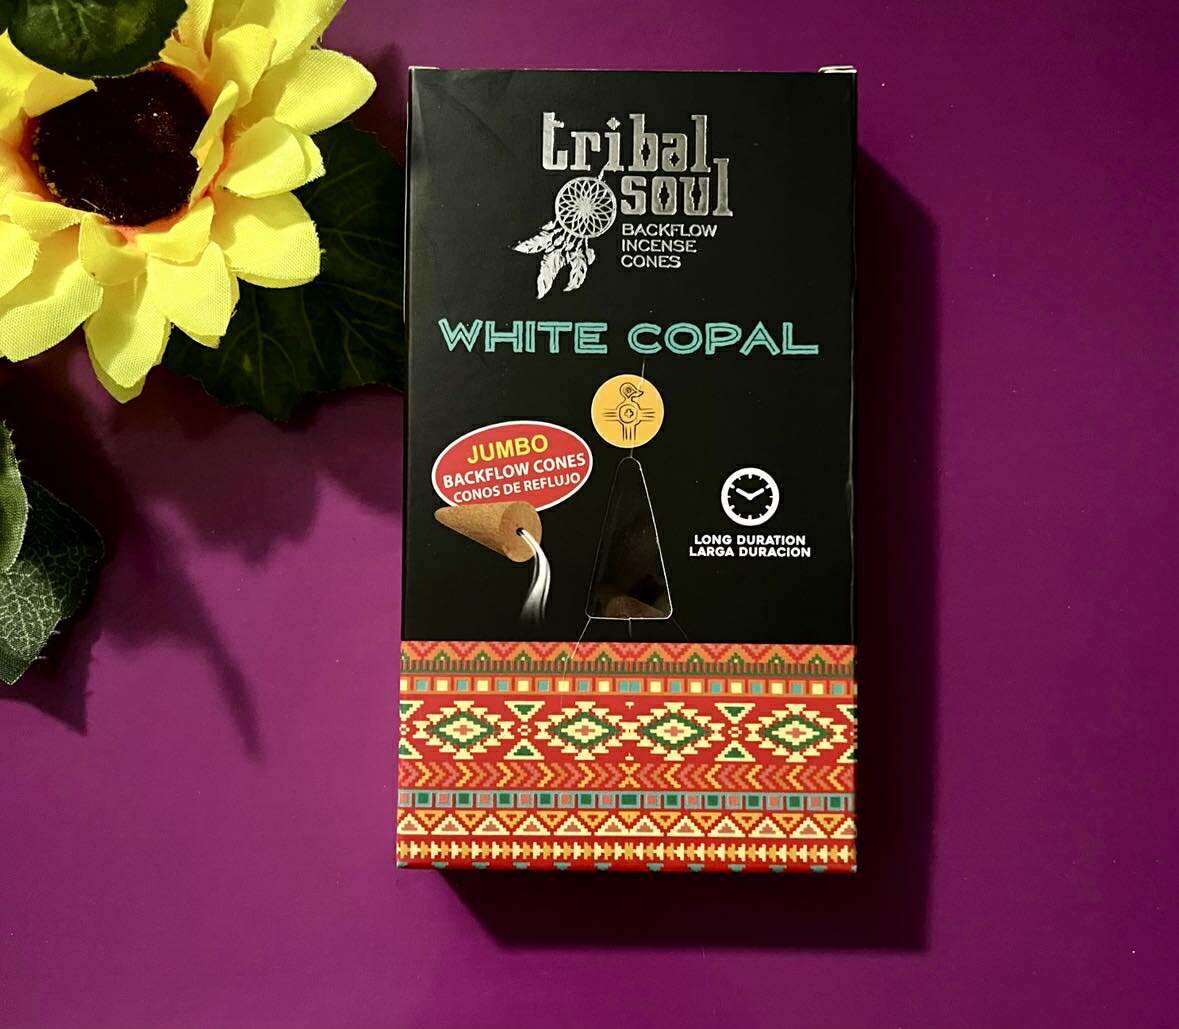 tribal
soul
BACKFLOW
INCENSE
CONES
WHITE COPAL
JUMBO
BACKFLOW CONES
CONOS DE REFLUJO
LONG DURATION
LARGA DURACION